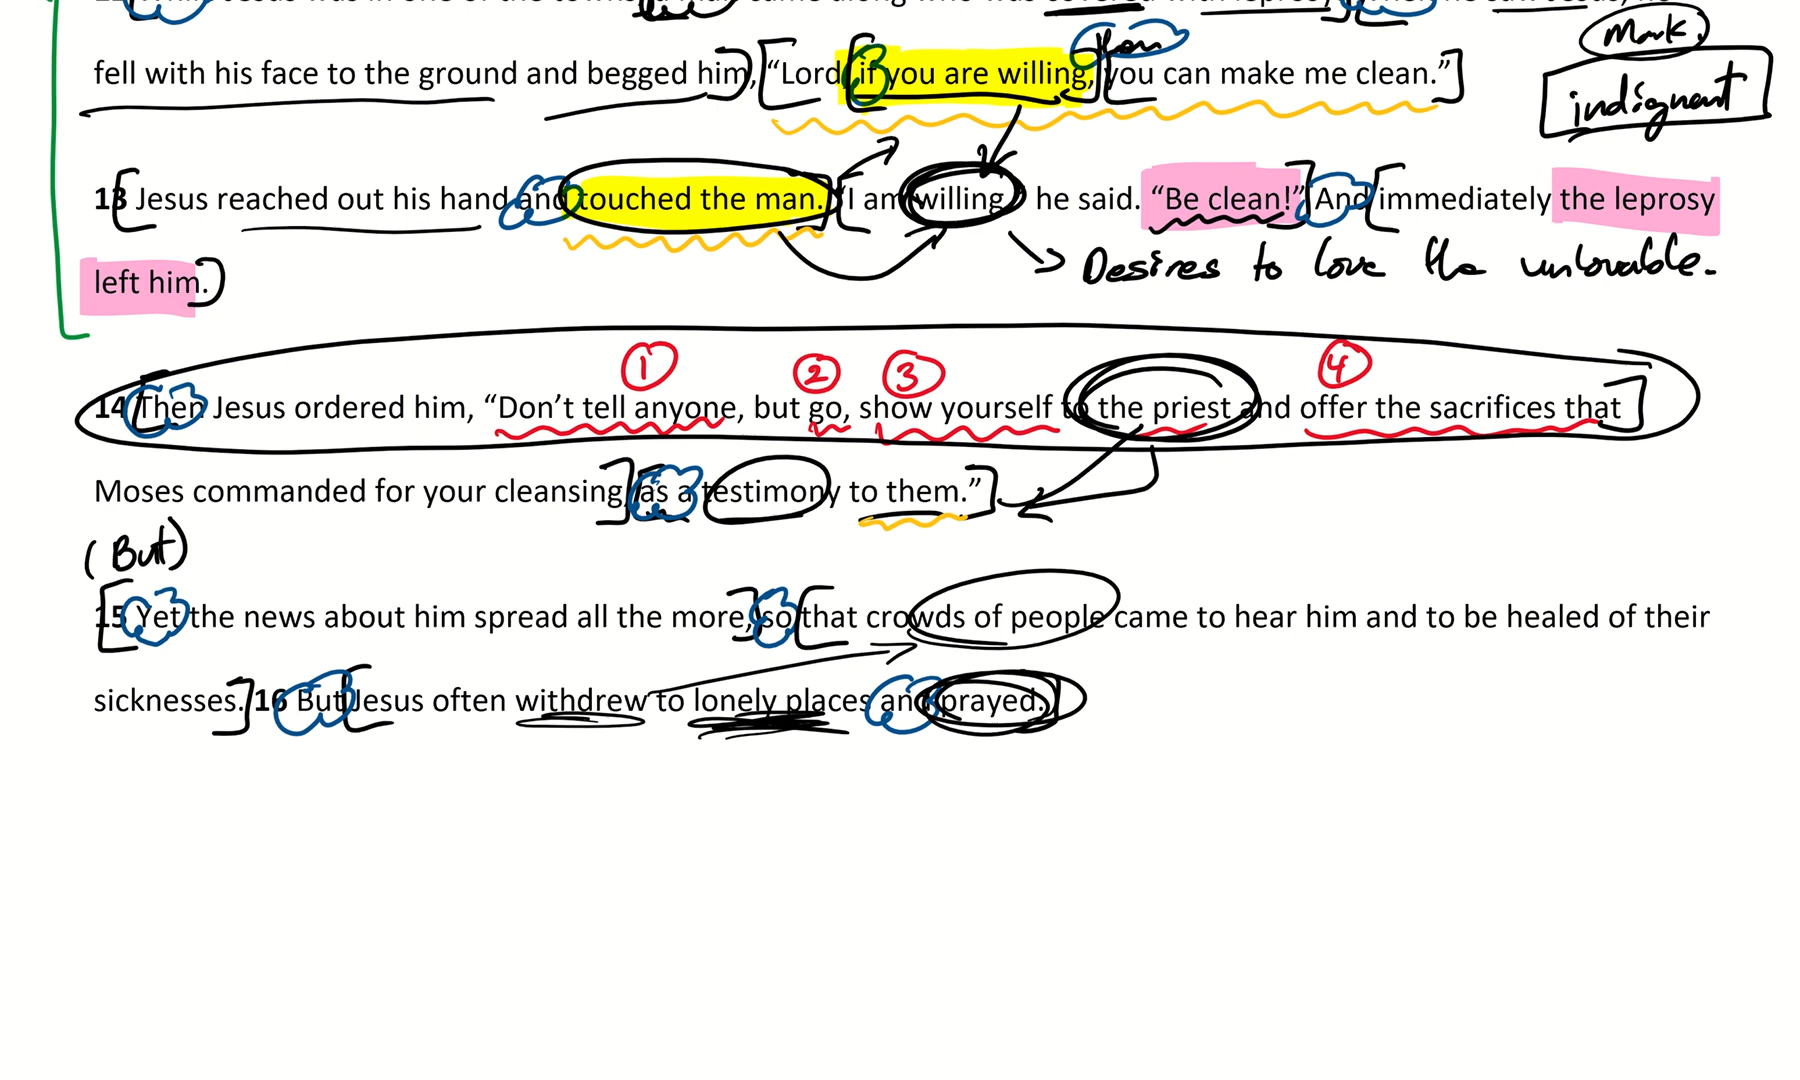 covered with leprosy
Mark.
then
fell with his face to the ground and begged him, “Lord, if you are willing, you can make me clean.”
indignant
13 Jesus reached out his hand and touched the man. “I am willing,” he said. “Be clean!” And immediately the leprosy
Desires to love the unlovable.
left him.
1 2 3 4
14 Then Jesus ordered him, “Don’t tell anyone, but go, show yourself to the priest and offer the sacrifices that
Moses commanded for your cleansing, as a testimony to them.”
(But)
15 Yet the news about him spread all the more, so that crowds of people came to hear him and to be healed of their
sicknesses. 16 But Jesus often withdrew to lonely places and prayed.